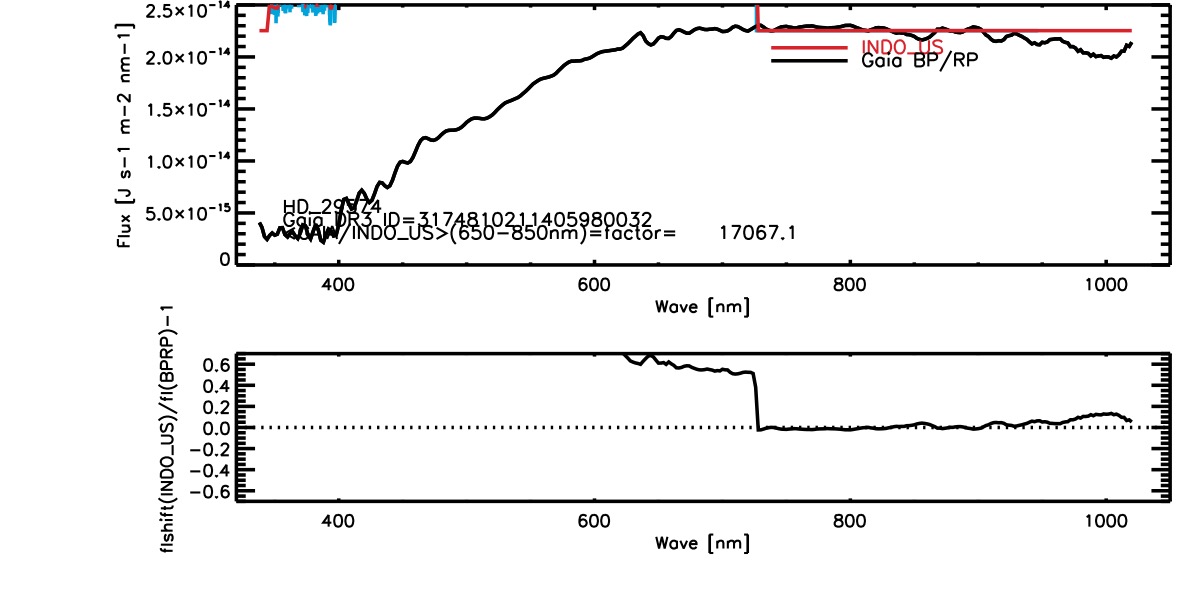 2.5×10-14
2.0×10-14
1.5×10-14
1.0×10-14
5.0×10-15
0
Flux [J s-1 m-2 nm-1]
INDO_US
Gaia BP/RP
HD_29574
Gaia DR3 ID=3174810211405980032
/INDO_US>(650-850nm)=factor= 17067.1
400 600 800 1000
Wave [nm]
flshift(INDO_US)/fl(BPRP)-1
0.6
0.4
0.2
0.0
-0.2
-0.4
-0.6
400 600 800 1000
Wave [nm]